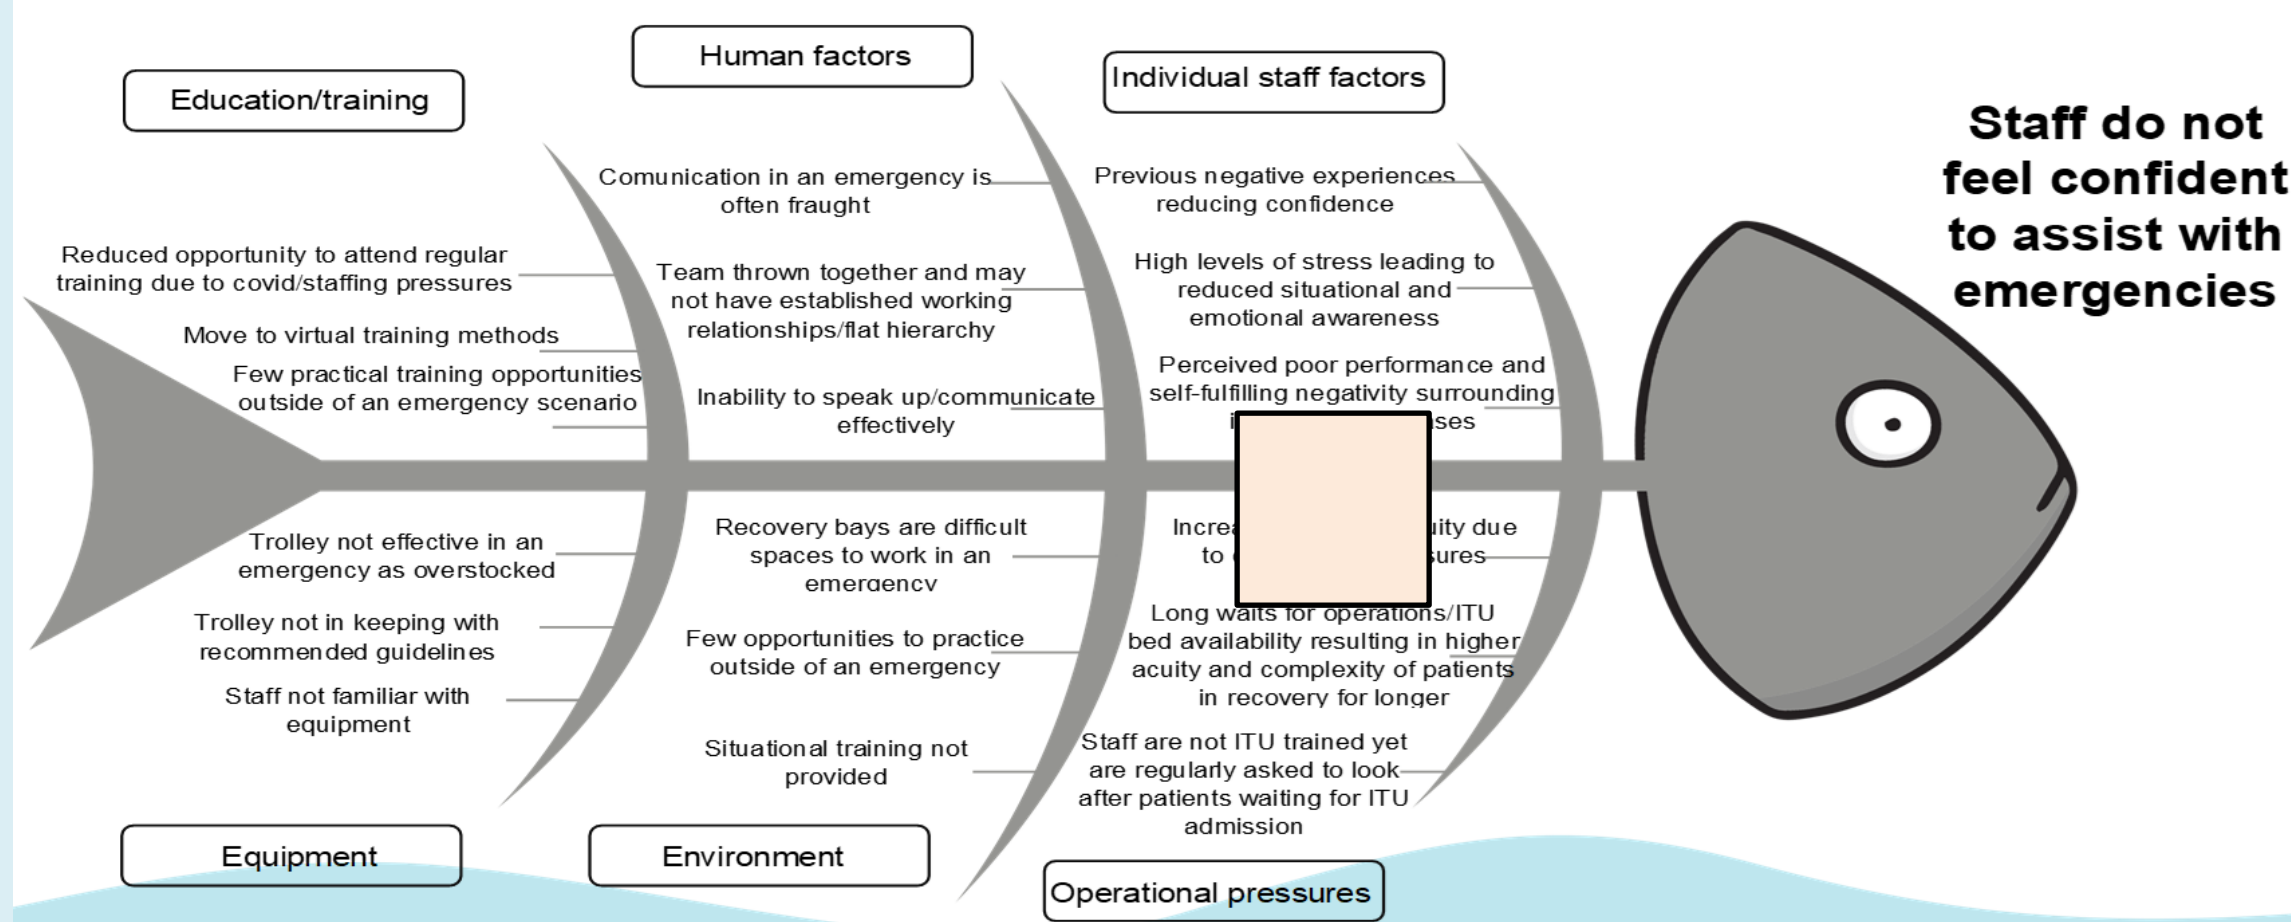 Education/training
Reduced opportunity to attend regular
training due to covid/staffing pressures
Move to virtual training methods
Few practical training opportunities
outside of an emergency scenario
Human factors
Comunication in an emergency is
often fraught
Team thrown together and may
not have established working
relationships/flat hierarchy
Inability to speak up/communicate
effectively
Individual staff factors
Previous negative experiences
reducing confidence
High levels of stress leading to
reduced situational and
emotional awareness
Perceived poor performance and
self-fulfilling negativity surrounding
Staff do not
feel confident
to assist with
emergencies
Trolley not effective in an
emergency as overstocked
Trolley not in keeping with
recommended guidelines
Staff not familiar with
equipment
Equipment
Recovery bays are difficult
spaces to work in an
emergency
Few opportunities to practice
outside of an emergency
Situational training not
provided
Environment
due
to
Long waits for operations/ITU
bed availability resulting in higher
acuity and complexity of patients
in recovery for longer
Staff are not ITU trained yet
are regularly asked to look
after patients waiting for ITU
admission
Operational pressures